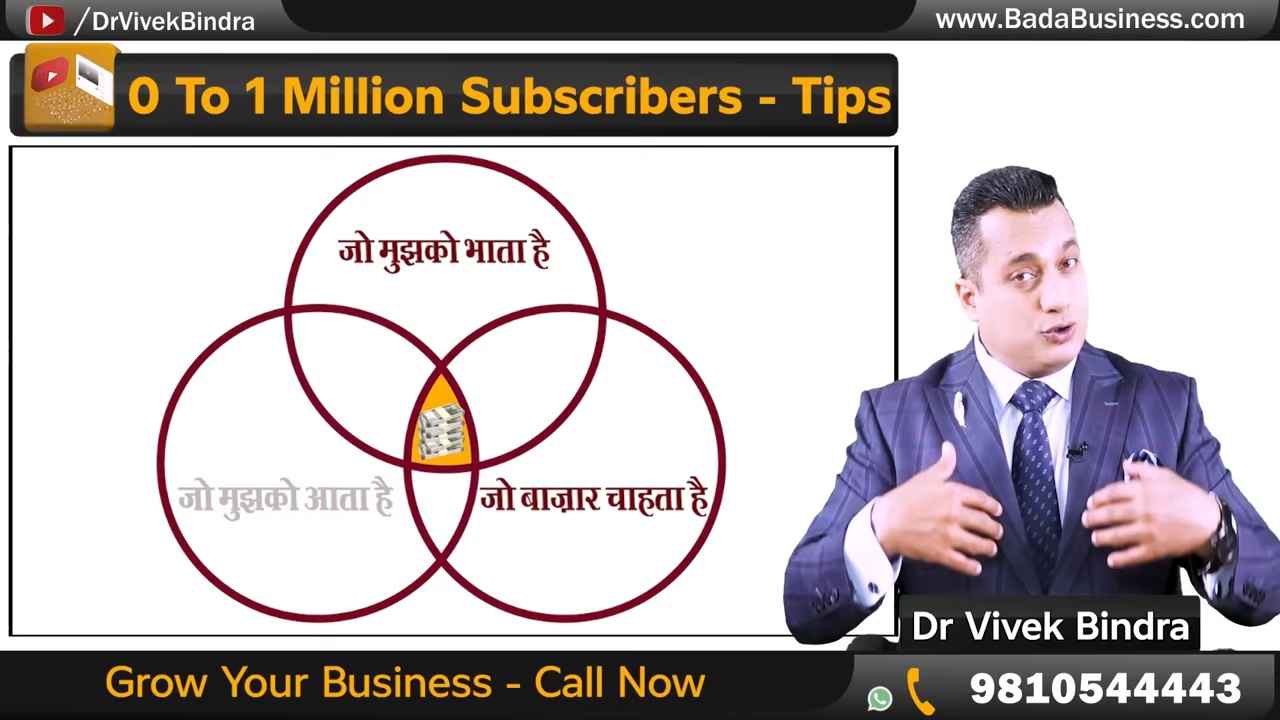 /DrVivekBindra
www.BadaBusiness.com
0 To 1 Million Subscribers - Tips
जो मुझको भाता है
जो मुझको आता है
जो बाज़ार चाहता है
Dr Vivek Bindra
Grow Your Business - Call Now
9810544443